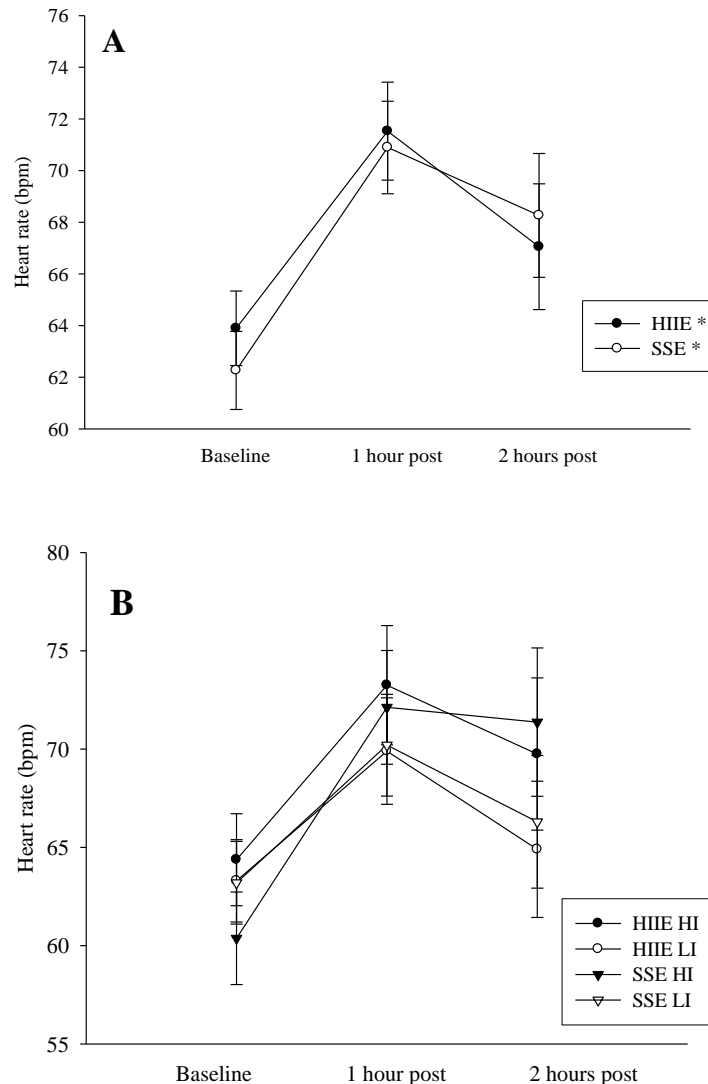 A
76
74
72
70
68
66
64
62
60
Heart rate (bpm)
HIIE *
SSE *
Baseline
1 hour post
2 hours post
B
80
75
70
65
60
55
Heart rate (bpm)
HIIE HI
HIIE LI
SSE HI
SSE LI
Baseline
1 hour post
2 hours post